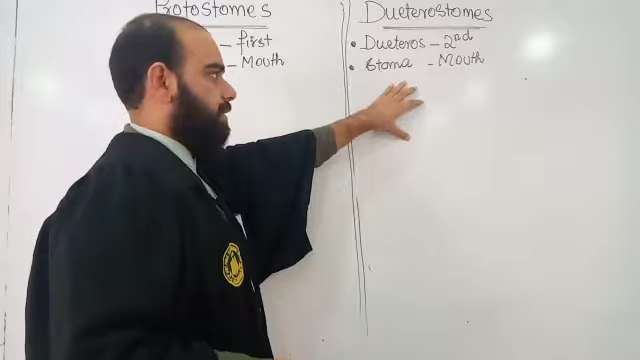 Protostomes
– first
– Mouth
Dueterostomes
• Dueteros – 2nd
• Stoma – Mouth